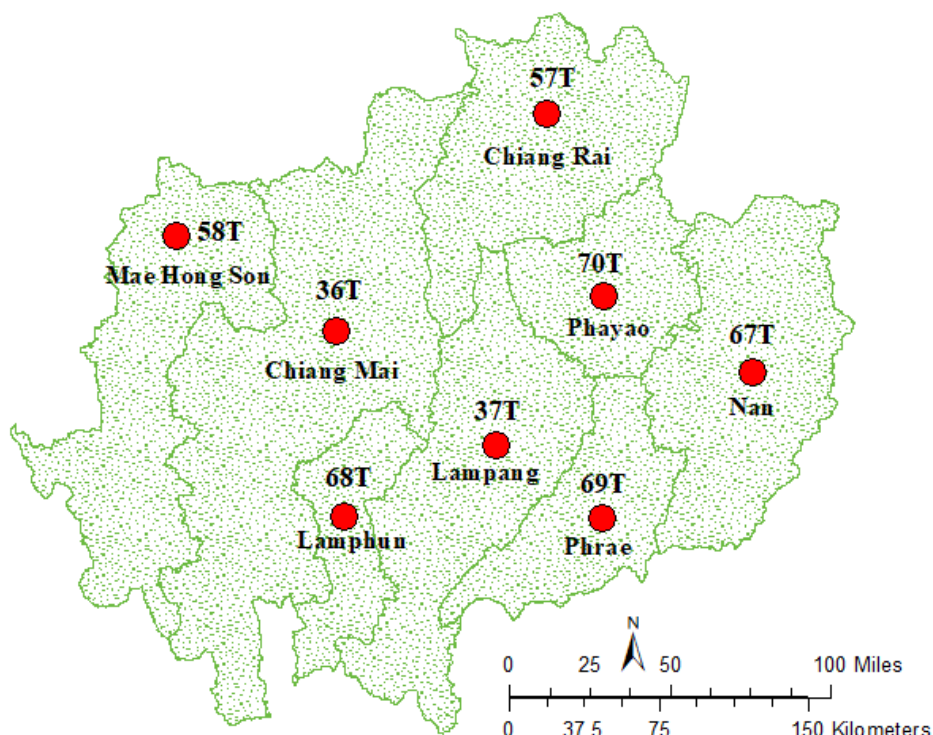 57T
Chiang Rai
58T
Mae Hong Son
36T
Chiang Mai
70T
Phayao
67T
Nan
37T
Lampang
68T
Lamphun
69T
Phrae
N
0 25 50 100 Miles
0 37.5 75 150 Kilometers